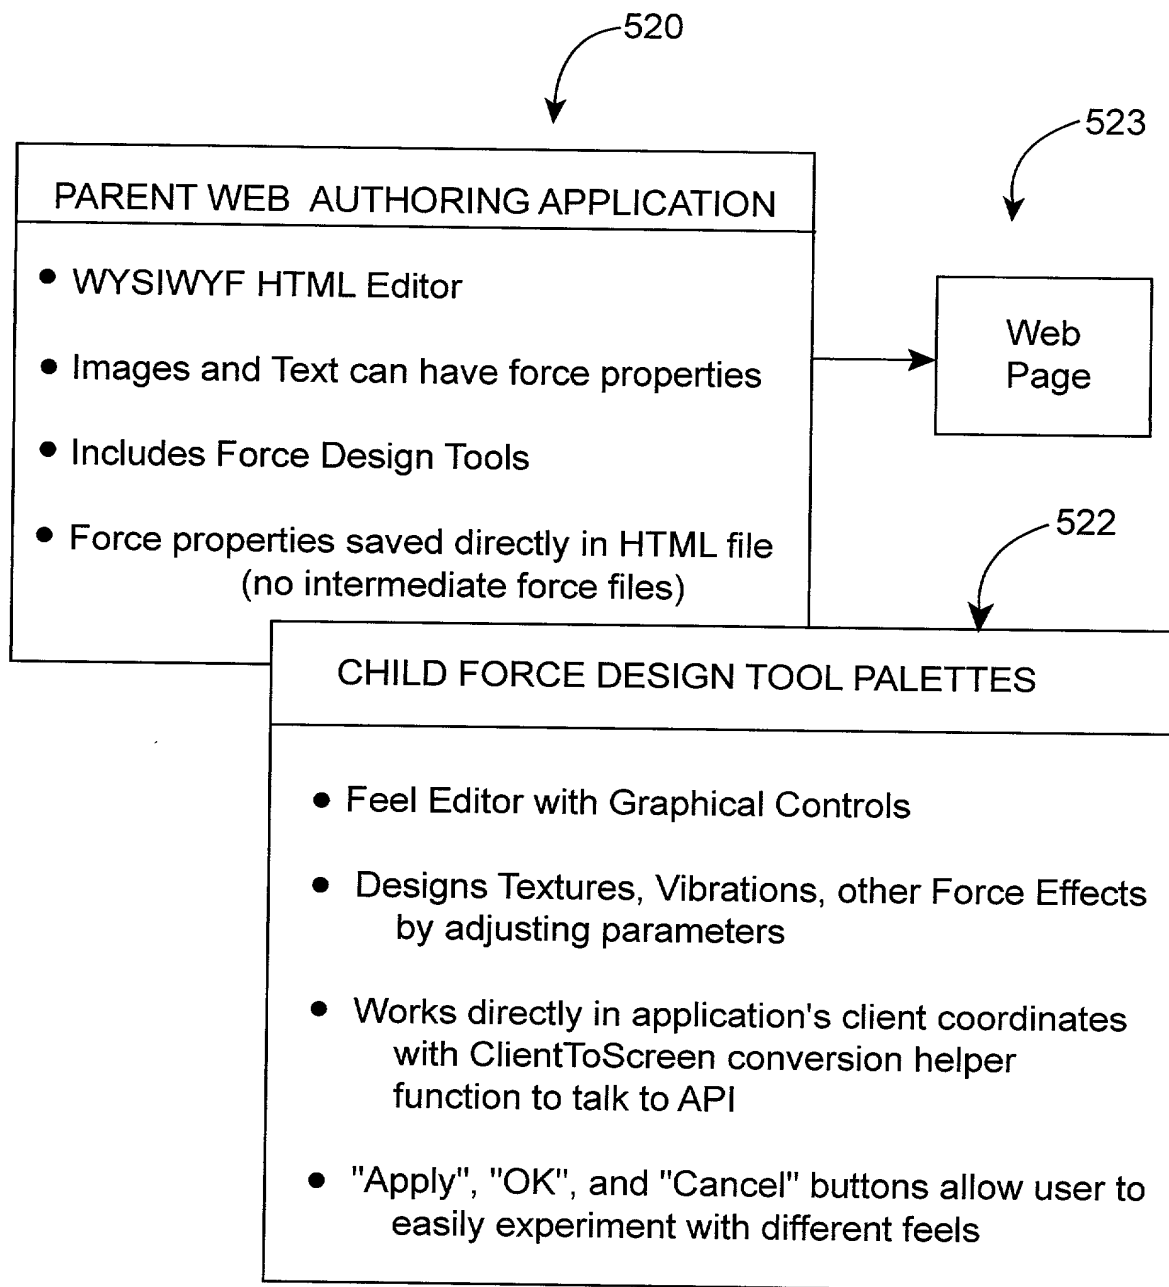 520
523
PARENT WEB AUTHORING APPLICATION
• WYSIWYF HTML Editor
• Images and Text can have force properties
• Includes Force Design Tools
• Force properties saved directly in HTML file
(no intermediate force files)
Web
Page
522
CHILD FORCE DESIGN TOOL PALETTES
• Feel Editor with Graphical Controls
• Designs Textures, Vibrations, other Force Effects
by adjusting parameters
• Works directly in application's client coordinates
with ClientToScreen conversion helper
function to talk to API
• "Apply", "OK", and "Cancel" buttons allow user to
easily experiment with different feels